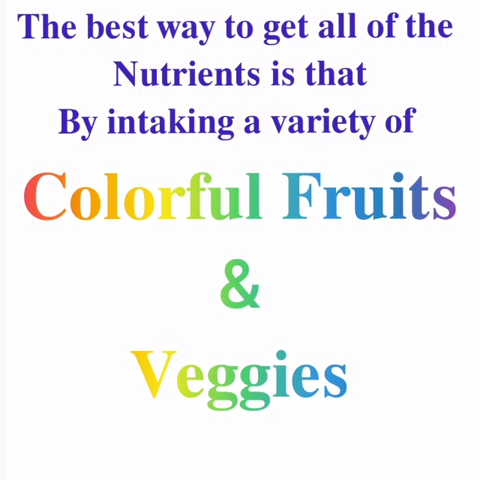 The best way to get all of the
Nutrients is that
By intaking a variety of
Colorful Fruits
&
Veggies